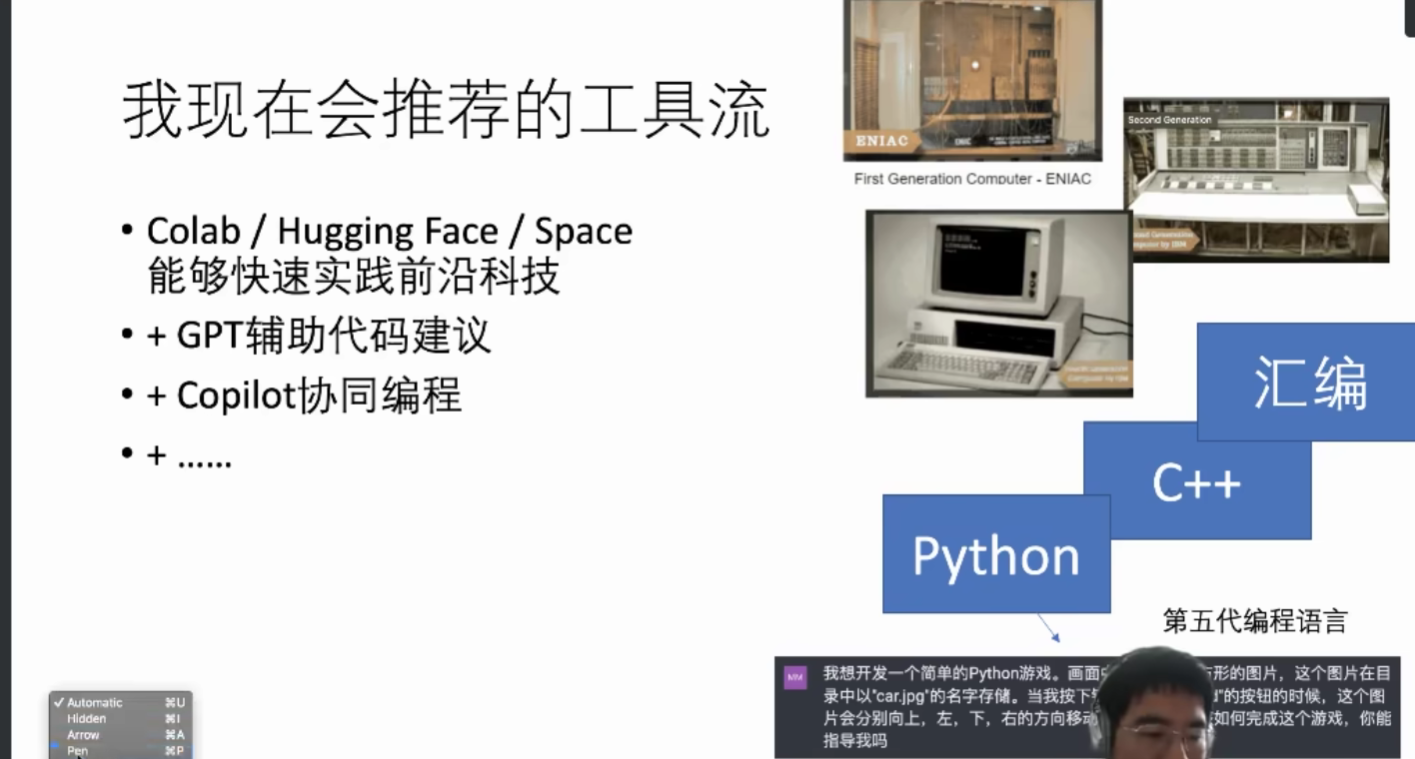 我现在会推荐的工具流
• Colab / Hugging Face / Space
能够快速实践前沿科技
• + GPT辅助代码建议
• + Copilot协同编程
• + ……
ENIAC
First Generation Computer - ENIAC
Second Generation
汇编
C++
Python
第五代编程语言
MM
我想开发一个简单的Python游戏。画面中 形的图片，这个图片在目
录中以"car.jpg"的名字存储。当我按下 "的按钮的时候，这个图
片会分别向上，左，下，右的方向移动 如何完成这个游戏，你能
指导我吗
✓ Automatic ⌘U
Hidden ⌘I
Arrow ⌘A
Pen ⌘P